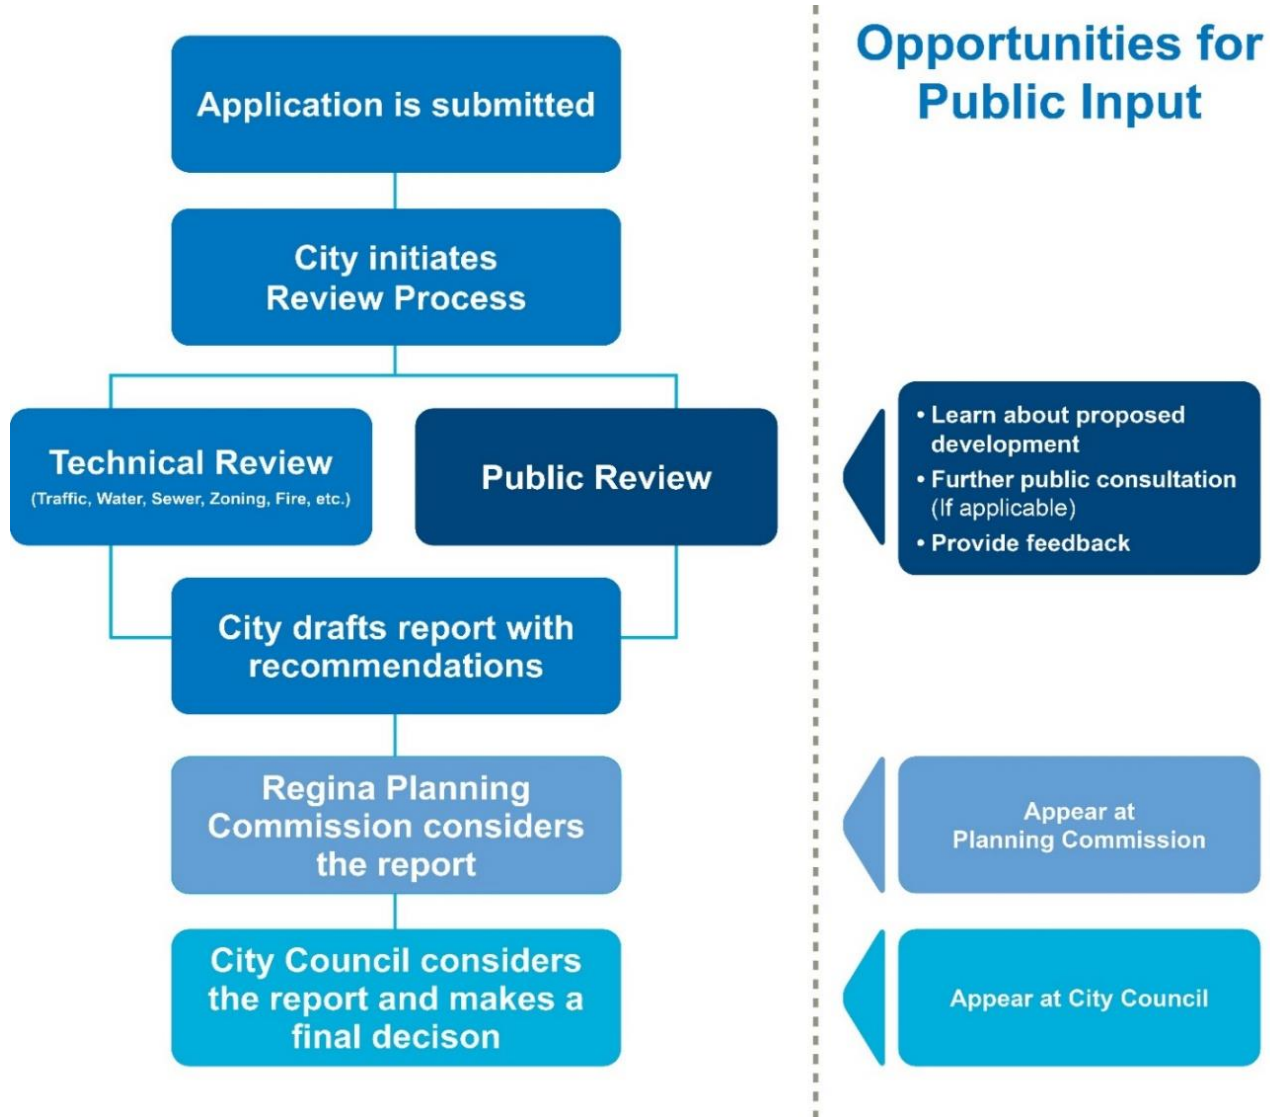 Opportunities for
Public Input
Application is submitted
City initiates
Review Process
Technical Review
(Traffic, Water, Sewer, Zoning, Fire, etc.)
Public Review
• Learn about proposed
development
• Further public consultation
(If applicable)
• Provide feedback
City drafts report with
recommendations
Regina Planning
Commission considers
the report
Appear at
Planning Commission
City Council considers
the report and makes a
final decison
Appear at City Council